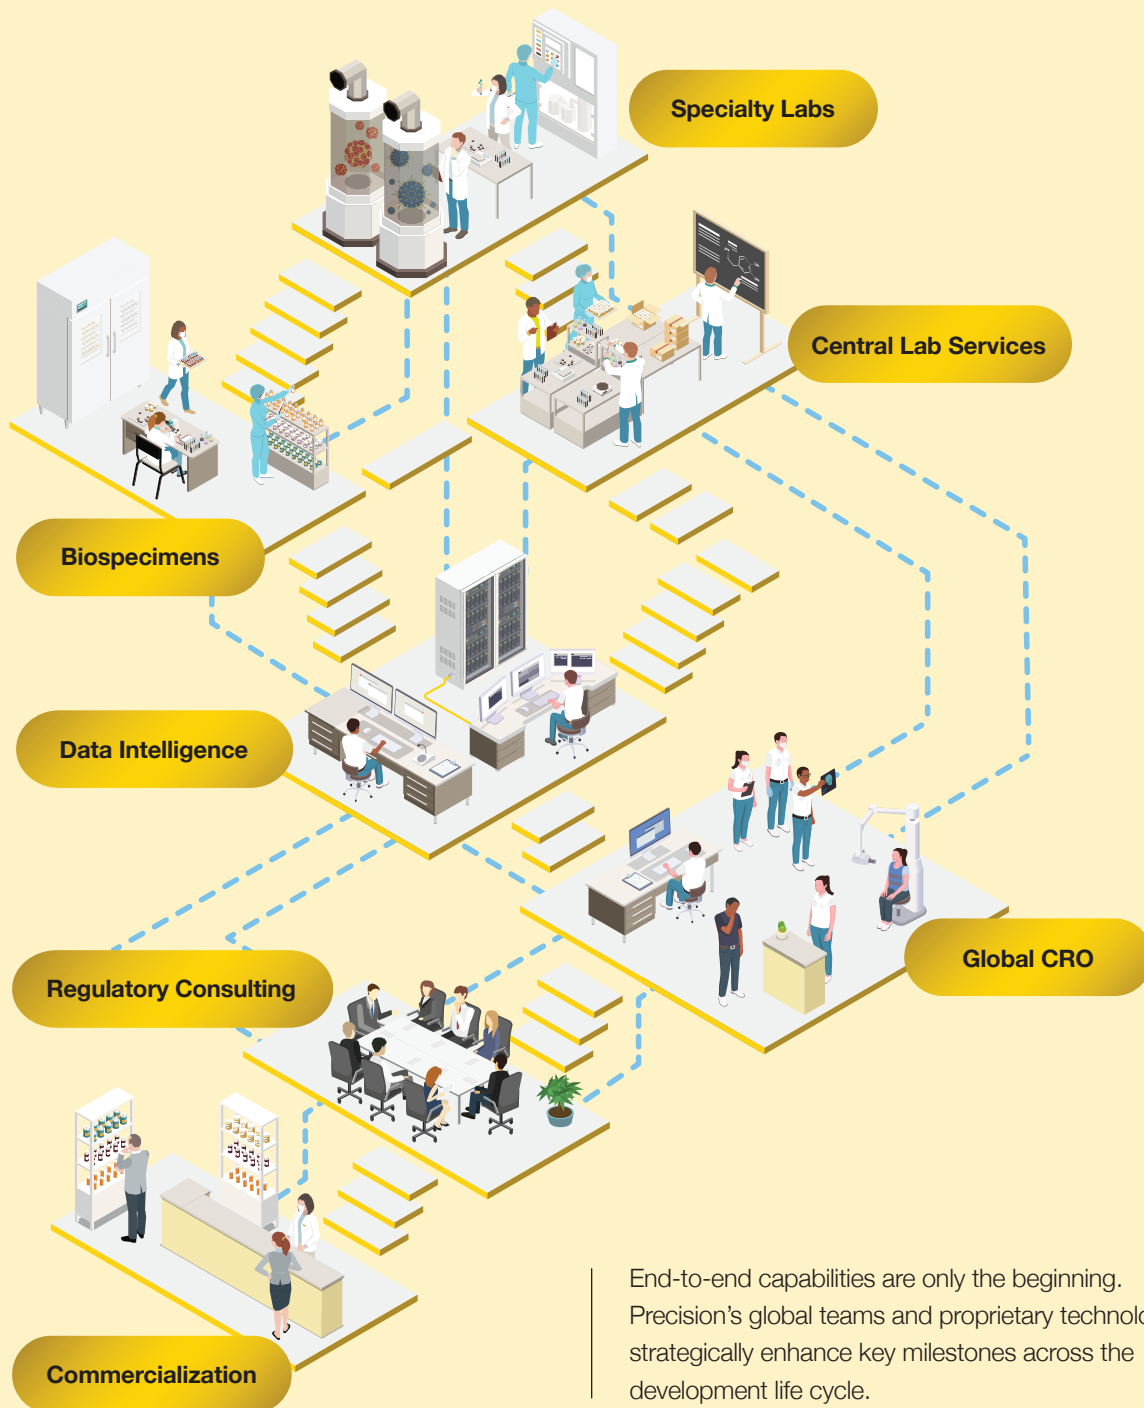 Specialty Labs
Central Lab Services
Biospecimens
Data Intelligence
Global CRO
Regulatory Consulting
Commercialization
End-to-end capabilities are only the beginning.
Precision’s global teams and proprietary
strategically enhance key milestones across the
development life cycle.